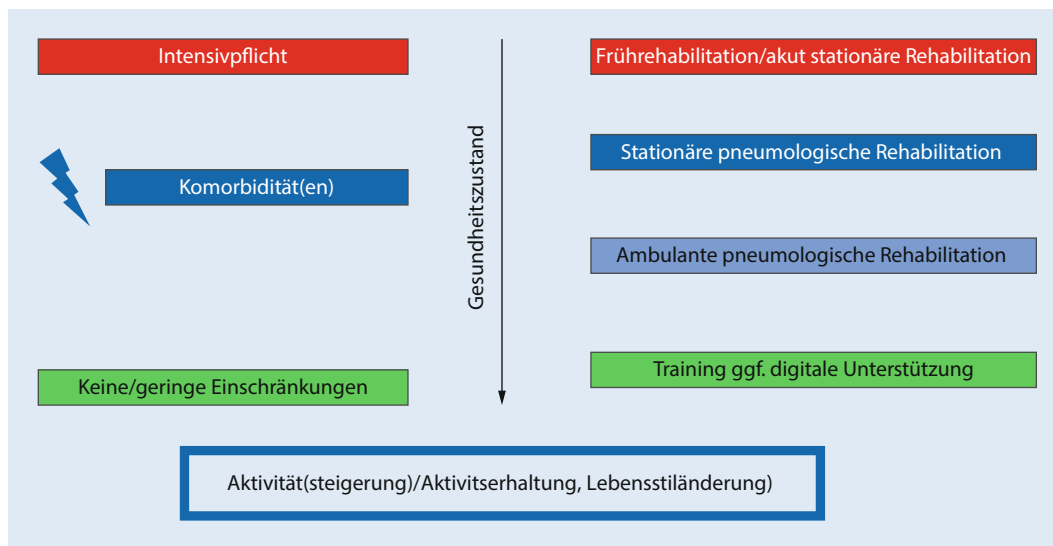 Intensivpflicht
Frührehabilitation/akut stationäre Rehabilitation
Stationäre pneumologische Rehabilitation
Komorbidität(en)
Gesundheitszustand
Ambulante pneumologische Rehabilitation
Keine/geringe Einschränkungen
Training ggf. digitale Unterstützung
Aktivität(steigerung)/Aktivitserhaltung, Lebensstiländerung)